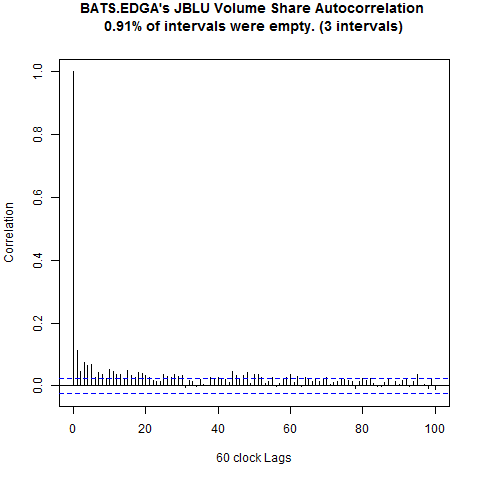 BATS.EDGA's JBLU Volume Share Autocorrelation
0.91% of intervals were empty. (3 intervals)
1.0
0.8
0.6
0.4
0.2
0.0
Correlation
0 20 40 60 80 100
60 clock Lags